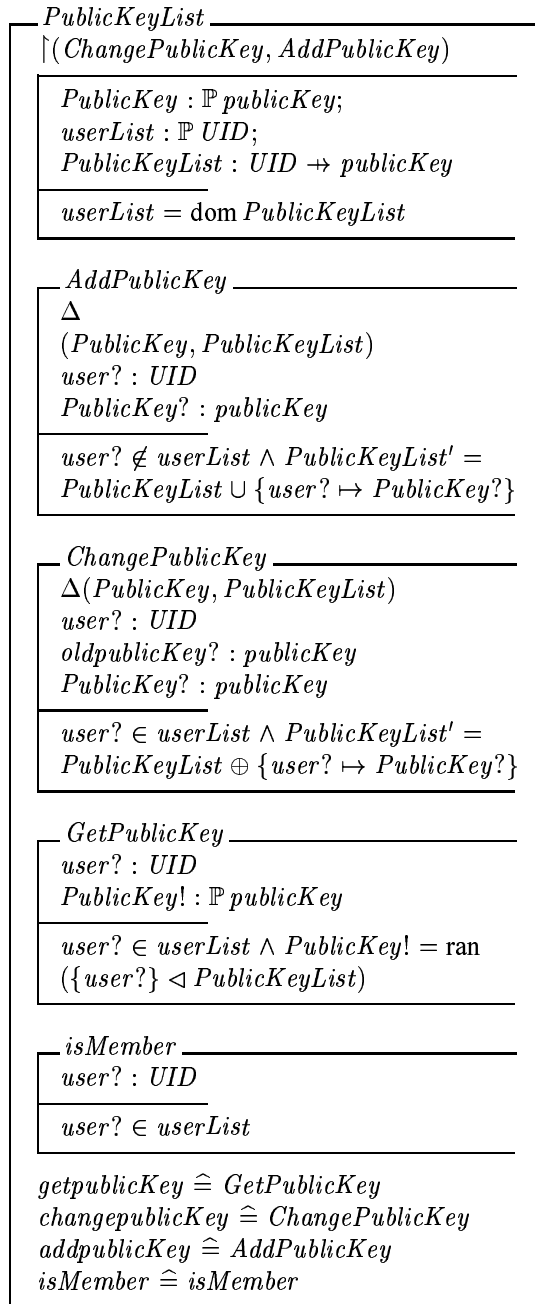 PublicKeyList
↾(ChangePublicKey, AddPublicKey)
PublicKey : ℙ publicKey;
userList : ℙ UID;
PublicKeyList : UID ⇸ publicKey
userList = dom PublicKeyList
AddPublicKey
Δ
(PublicKey, PublicKeyList)
user? : UID
PublicKey? : publicKey
user? ∉ userList ∧ PublicKeyList′ =
PublicKeyList ∪ {user? ↦ PublicKey?}
ChangePublicKey
Δ(PublicKey, PublicKeyList)
user? : UID
oldpublicKey? : publicKey
PublicKey? : publicKey
user? ∈ userList ∧ PublicKeyList′ =
PublicKeyList ⊕ {user? ↦ PublicKey?}
GetPublicKey
user? : UID
PublicKey! : ℙ publicKey
user? ∈ userList ∧ PublicKey! = ran
({user?} ◁ PublicKeyList)
isMember
user? : UID
user? ∈ userList
getpublicKey ≙ GetPublicKey
changepublicKey ≙ ChangePublicKey
addpublicKey ≙ AddPublicKey
isMember ≙ isMember